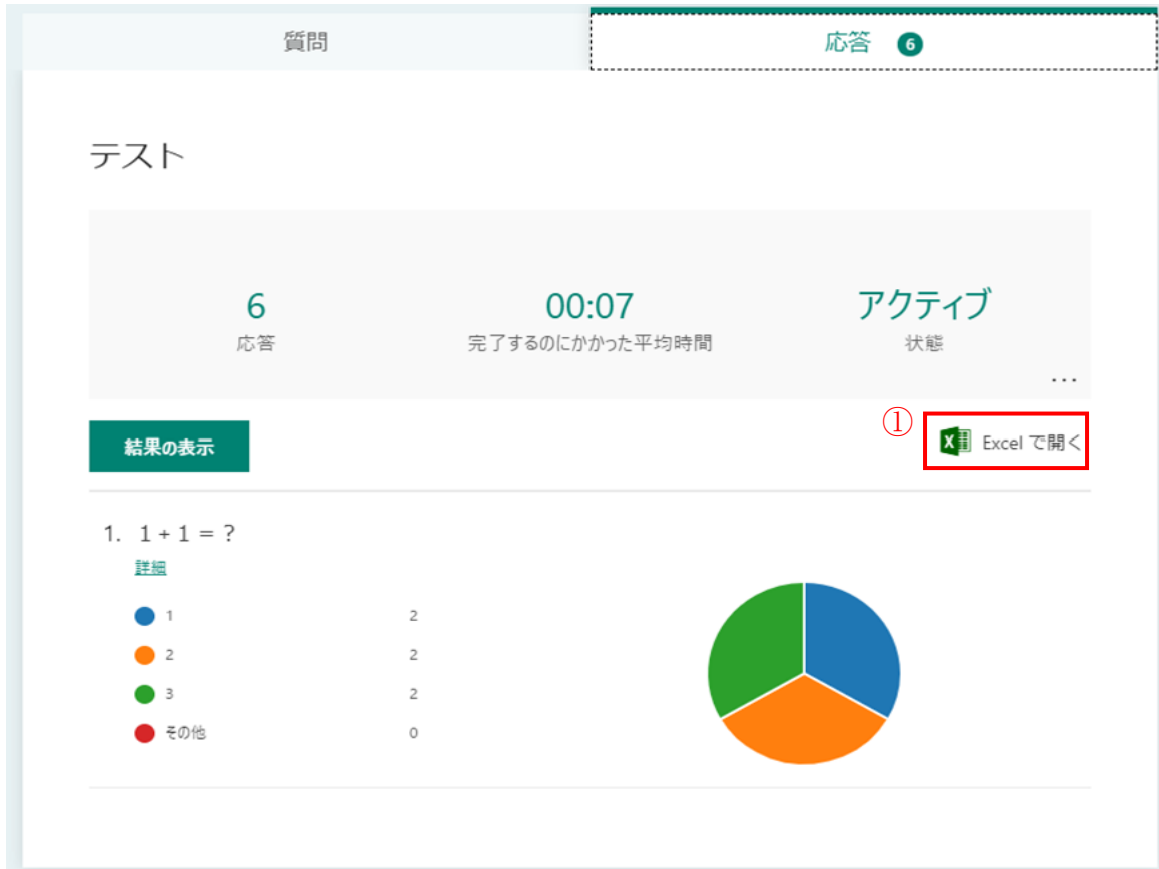 質問
応答 6
テスト
6
応答
00:07
完了するのにかかった平均時間
アクティブ
状態
...
結果の表示
① Excel で開く
1. 1 + 1 = ?
詳細
1 2
2 2
3 2
その他 0